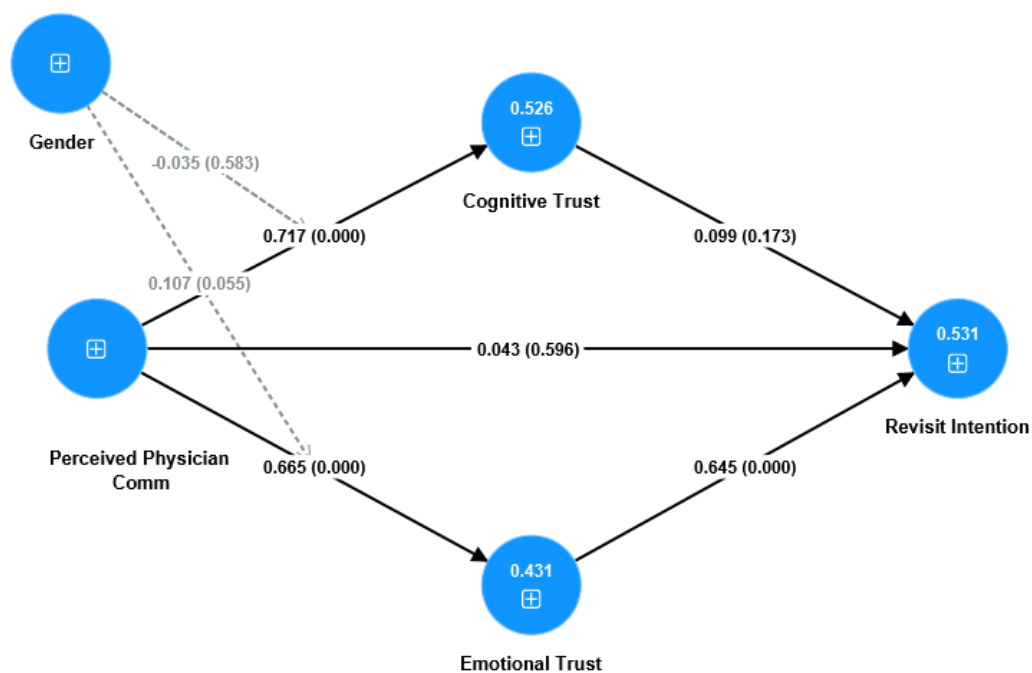 0.526
Gender
-0.035 (0.583)
Cognitive Trust
0.717 (0.000)
0.099 (0.173)
0.107 (0.055)
0.531
0.043 (0.596)
Revisit Intention
Perceived Physician
Comm
0.665 (0.000)
0.645 (0.000)
0.431
Emotional Trust